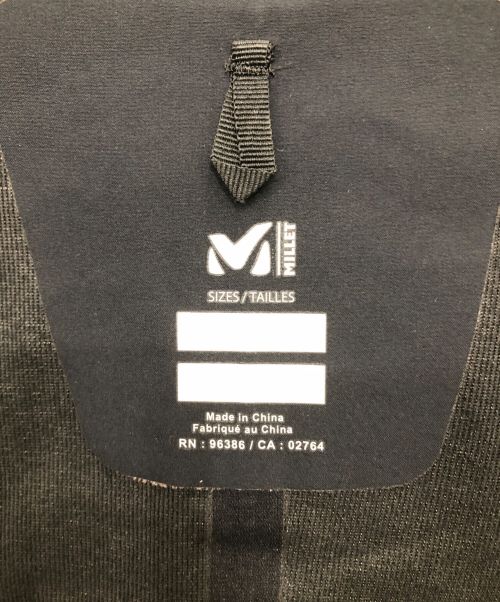 MILLET
SIZES/TAILLES
Made in China
Fabriqué au China
RN : 96386 / CA : 02764